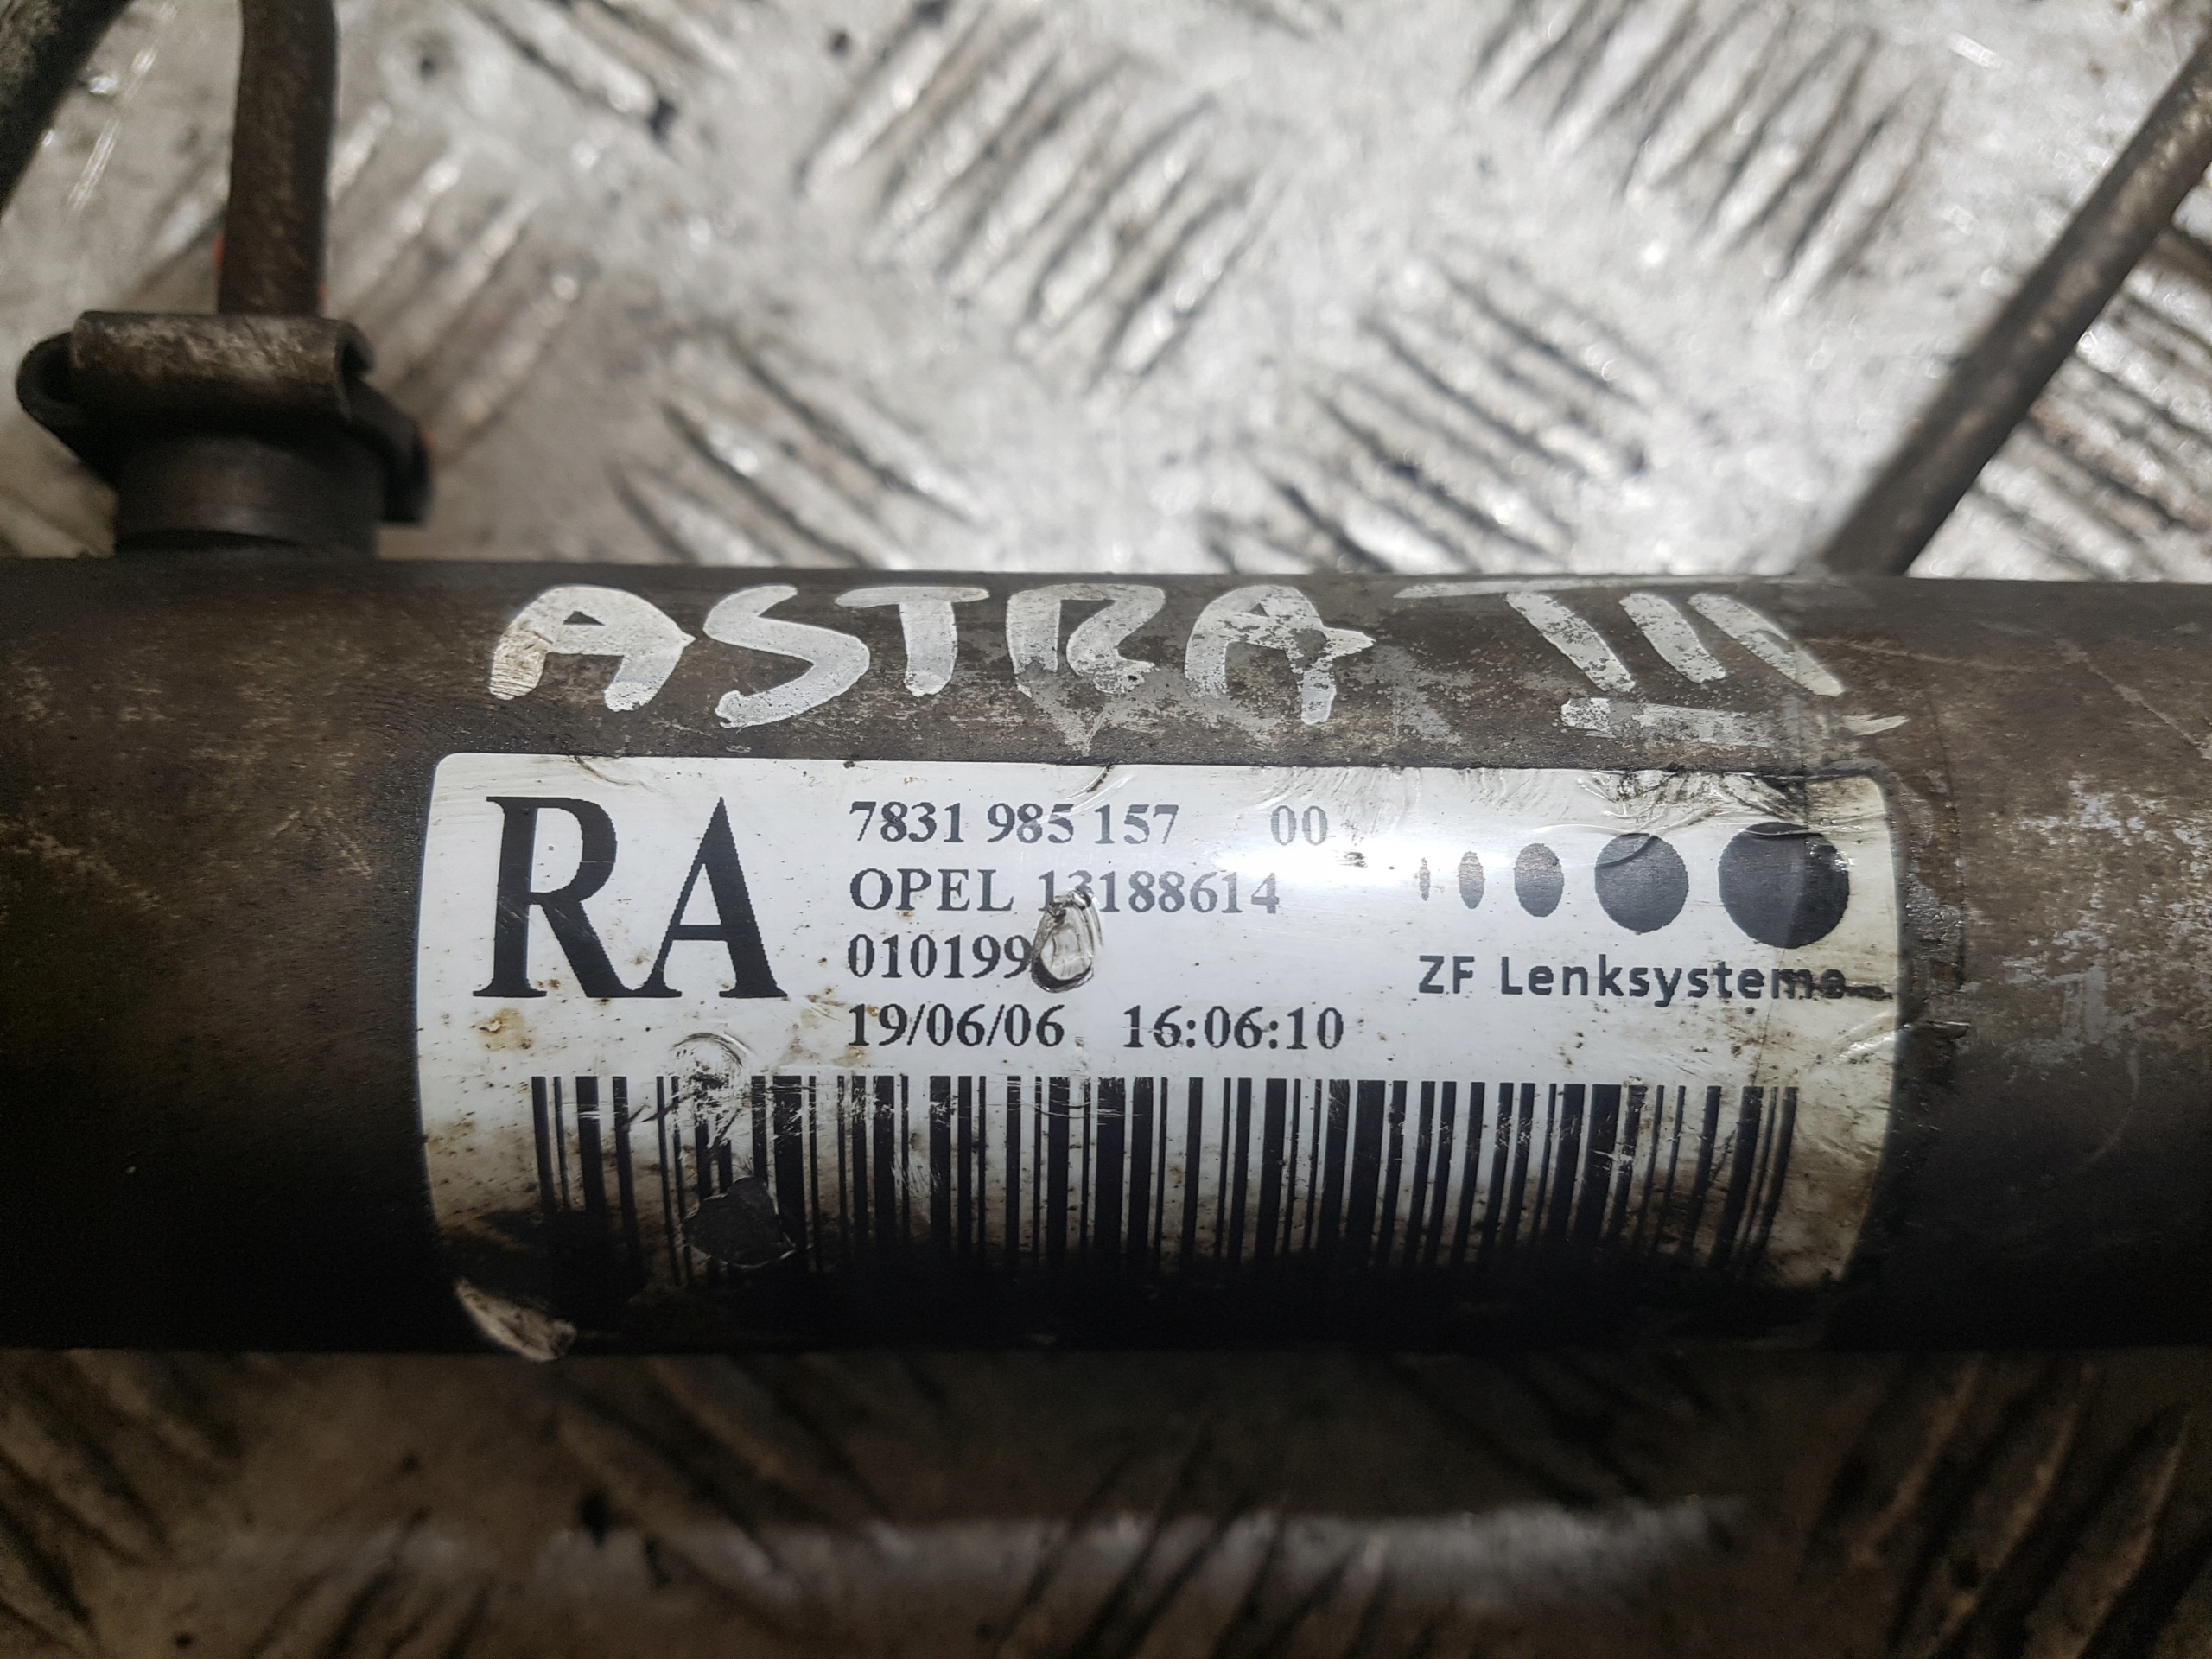 ASTRA III
RA
7831 985 157 00
OPEL 13188614
010199
19/06/06 16:06:10
ZF Lenksysteme